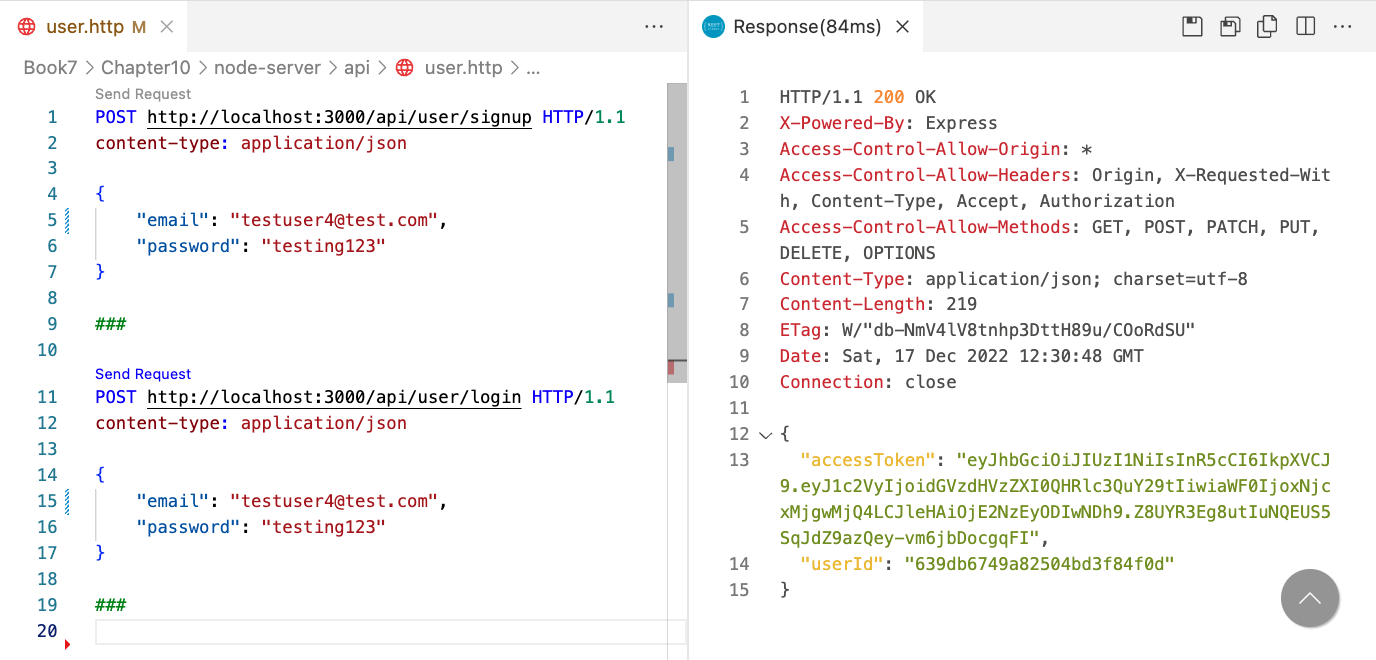 user.http M
Book7 > Chapter10 > node-server > api > user.http > ...
Send Request
1 POST http://localhost:3000/api/user/signup HTTP/1.1
2 content-type: application/json
3
4 {
5 "email": "testuser4@test.com",
6 "password": "testing123"
7 }
8
9 ###
10
Send Request
11 POST http://localhost:3000/api/user/login HTTP/1.1
12 content-type: application/json
13
14 {
15 "email": "testuser4@test.com",
16 "password": "testing123"
17 }
18
19 ###
20
Response(84ms)
1 HTTP/1.1 200 OK
2 X-Powered-By: Express
3 Access-Control-Allow-Origin: *
4 Access-Control-Allow-Headers: Origin, X-Requested-Wit
h, Content-Type, Accept, Authorization
5 Access-Control-Allow-Methods: GET, POST, PATCH, PUT,
DELETE, OPTIONS
6 Content-Type: application/json; charset=utf-8
7 Content-Length: 219
8 ETag: W/"db-NmV4lV8tnhp3DttH89u/COoRdSU"
9 Date: Sat, 17 Dec 2022 12:30:48 GMT
10 Connection: close
11
12 {
13 "accessToken": "eyJhbGciOiJIUzI1NiIsInR5cCI6IkpXVCJ
9.eyJ1c2VyIjoidGVzdHVzZXI0QHRlc3QuY29tIiwiaWF0IjoxNjc
xMjgwMjQ4LCJleHAiOjE2NzEyODIwNDh9.Z8UYR3Eg8utIuNQEUS5
SqJdZ9azQey-vm6jbDocgqFI",
14 "userId": "639db6749a82504bd3f84f0d"
15 }